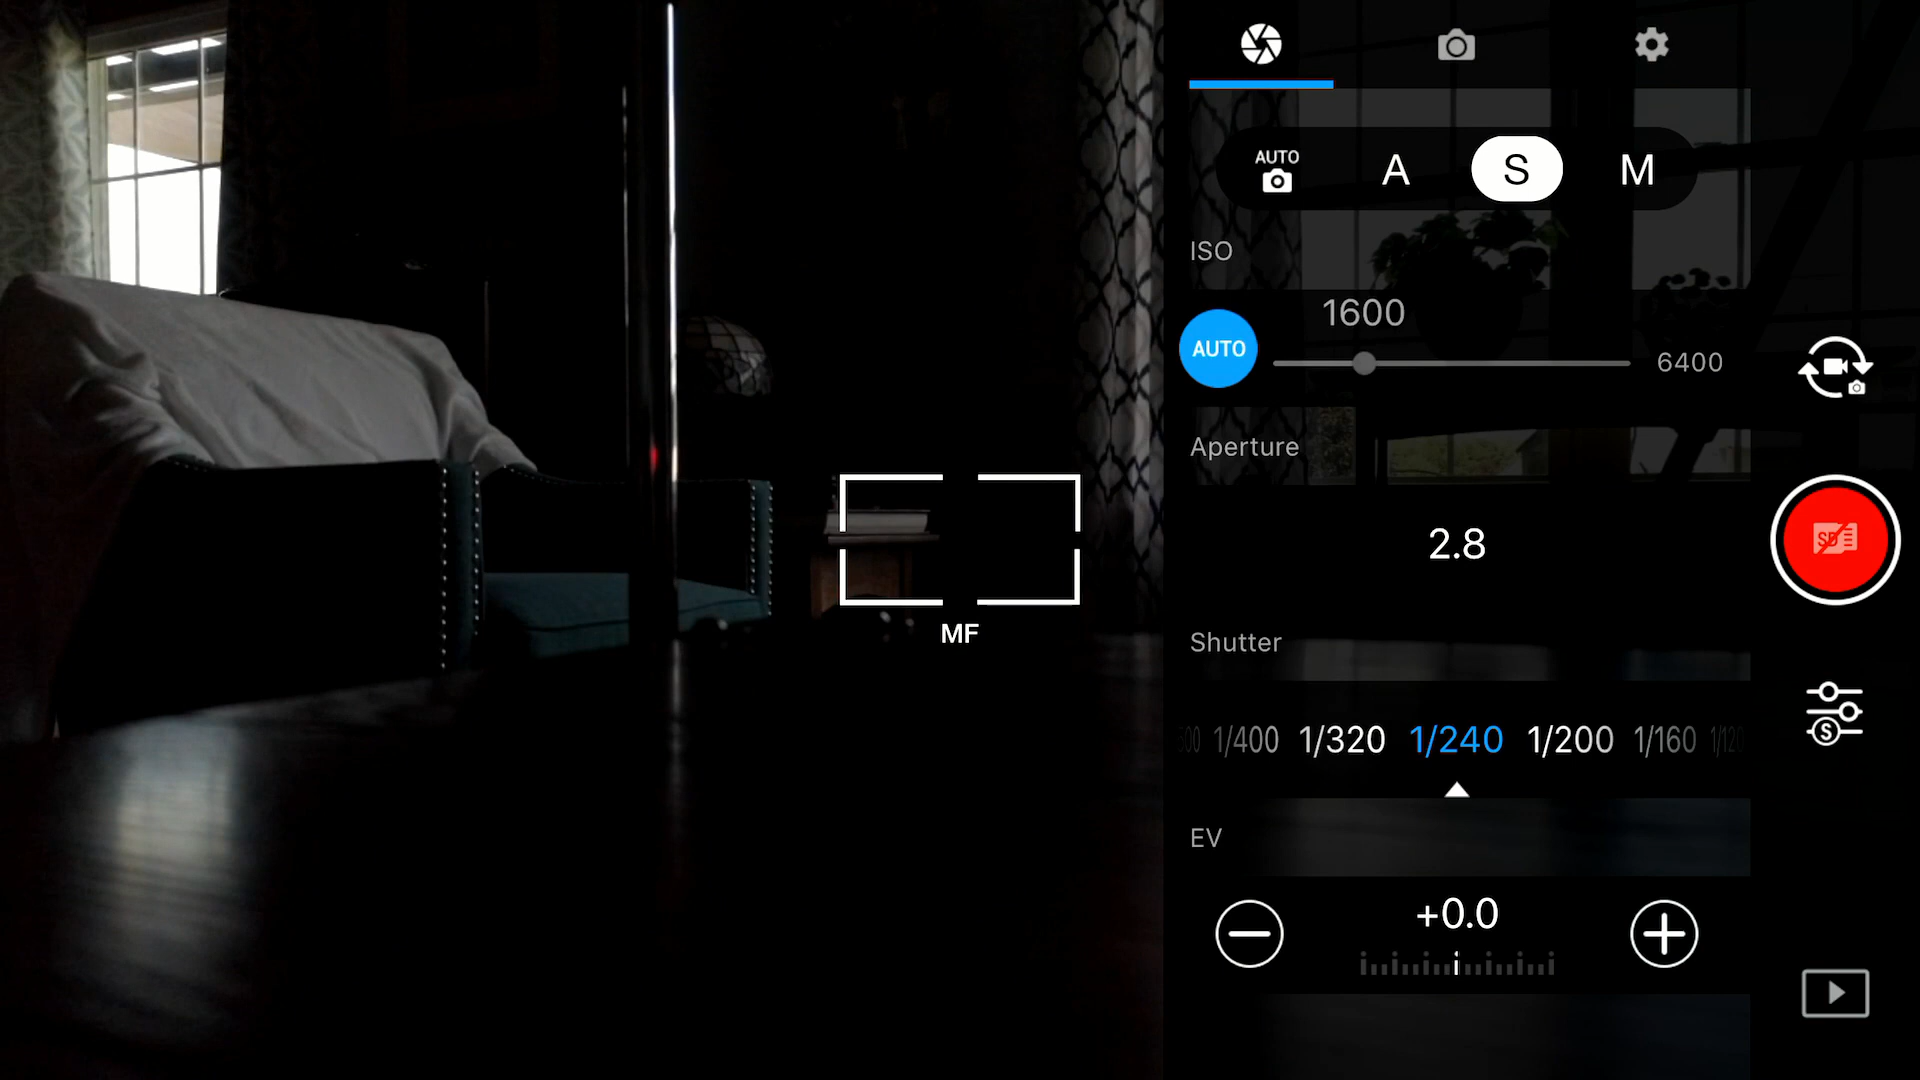 AUTO A S M
ISO
1600
AUTO
6400
Aperture
2.8
MF
SD
Shutter
1/400 1/320 1/240 1/200 1/160
S
EV
+0.0